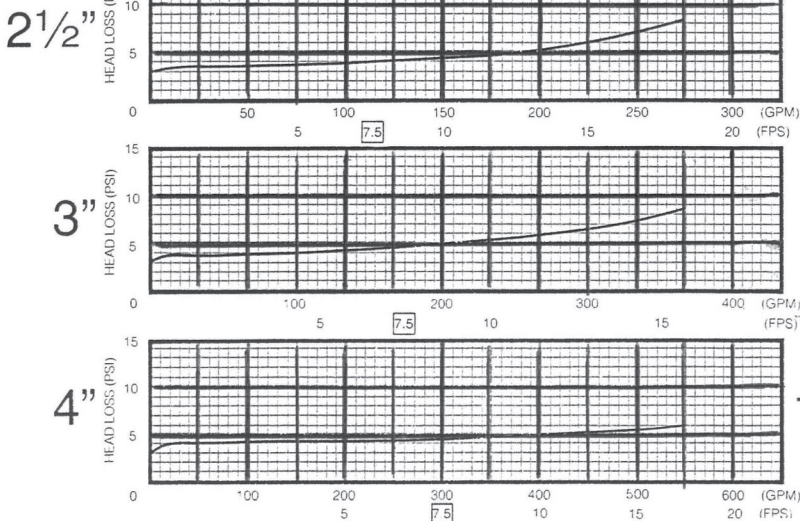 10
2½”
HEAD LOSS (
5
0
50 100 150 200 250 300 (GPM)
5 7.5 10 15 20 (FPS)
15
10
3”
HEAD LOSS (PSI)
5
0
100 200 300 400 (GPM)
5 7.5 10 15 (FPS)
15
10
4”
HEAD LOSS (PSI)
5
0
100 200 300 400 500 600 (GPM)
5 7.5 10 15 20 (FPS)